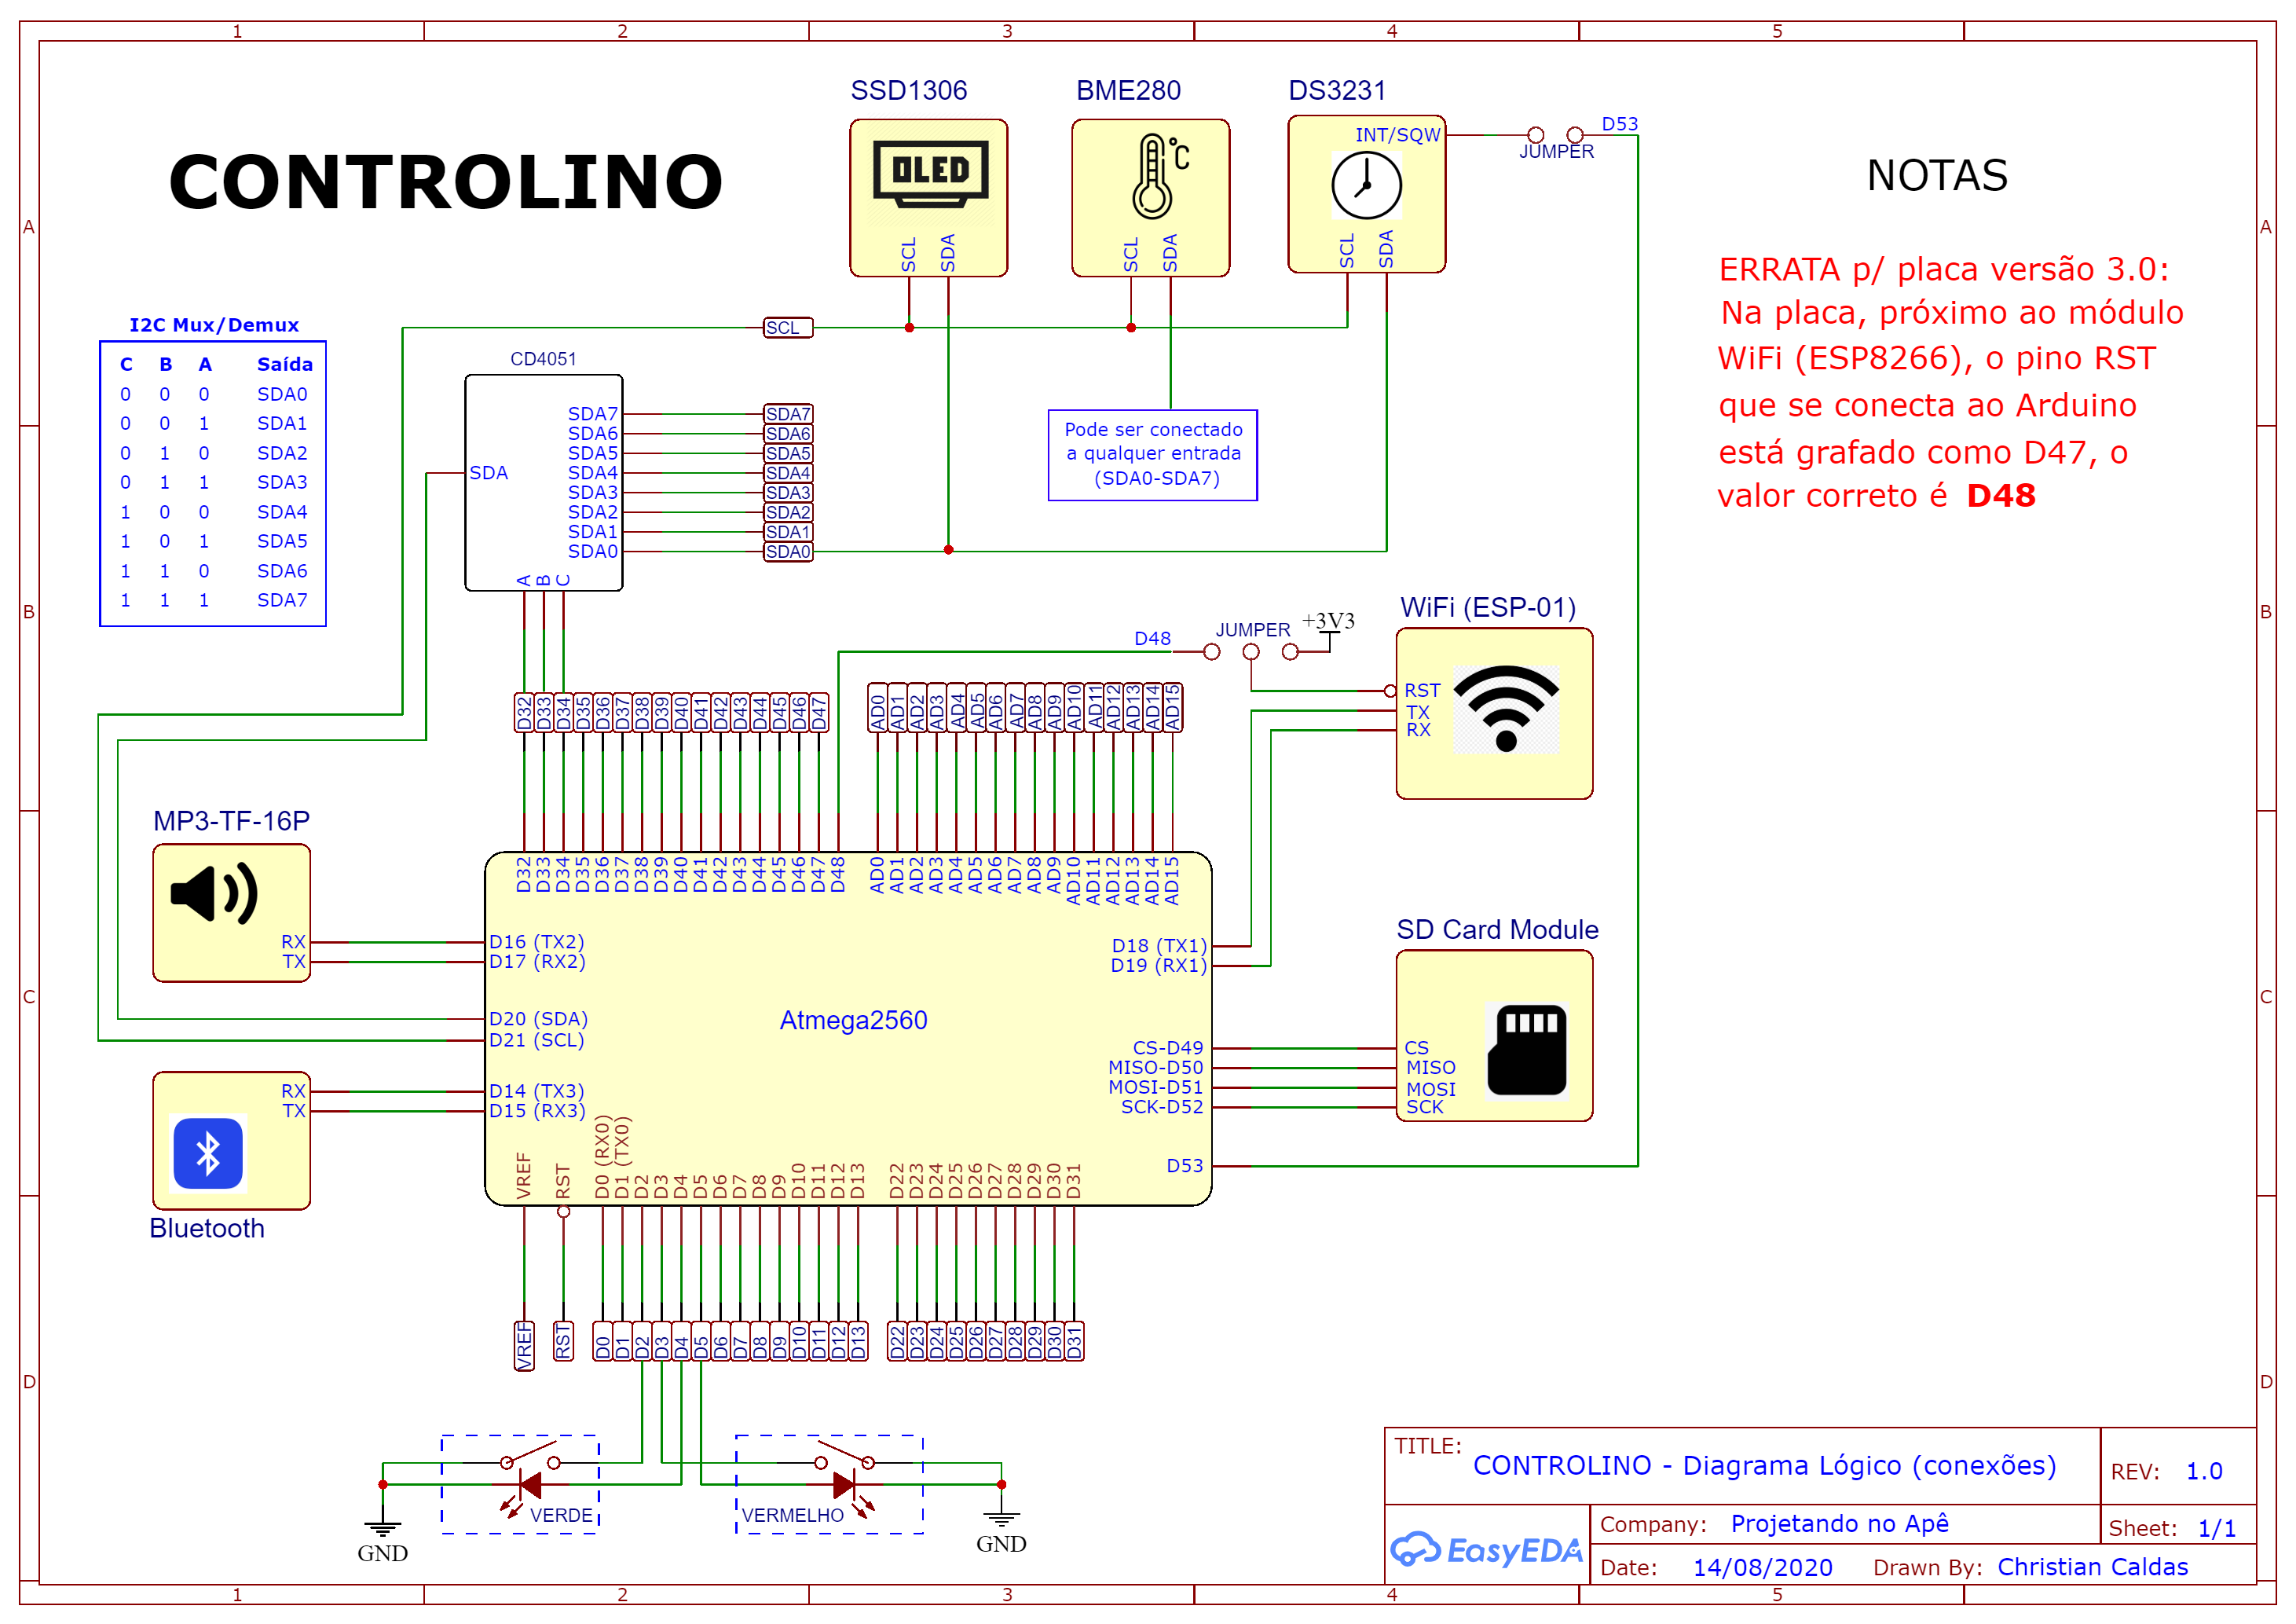 1 2 3 4 5
A
B
C
D
CONTROLINO
SSD1306
OLED
SCL SDA
BME280
°C
SCL SDA
DS3231
INT/SQW
SCL SDA
JUMPER
D53
NOTAS
ERRATA p/ placa versão 3.0:
Na placa, próximo ao módulo
WiFi (ESP8266), o pino RST
que se conecta ao Arduino
está grafado como D47, o
valor correto é D48
I2C Mux/Demux
C B A Saída
0 0 0 SDA0
0 0 1 SDA1
0 1 0 SDA2
0 1 1 SDA3
1 0 0 SDA4
1 0 1 SDA5
1 1 0 SDA6
1 1 1 SDA7
SCL
CD4051
SDA
SDA7 SDA7
SDA6 SDA6
SDA5 SDA5
SDA4 SDA4
SDA3 SDA3
SDA2 SDA2
SDA1 SDA1
SDA0 SDA0
A B C
Pode ser conectado
a qualquer entrada
(SDA0-SDA7)
D48
JUMPER
+3V3
WiFi (ESP-01)
RST
TX
RX
D32 D33 D34 D35 D36 D37 D38 D39 D40 D41 D42 D43 D44 D45 D46 D47
AD0 AD1 AD2 AD3 AD4 AD5 AD6 AD7 AD8 AD9 AD10 AD11 AD12 AD13 AD14 AD15
MP3-TF-16P
RX
TX
D32 D33 D34 D35 D36 D37 D38 D39 D40 D41 D42 D43 D44 D45 D46 D47 D48
AD0 AD1 AD2 AD3 AD4 AD5 AD6 AD7 AD8 AD9 AD10 AD11 AD12 AD13 AD14 AD15
D16 (TX2)
D17 (RX2)
D20 (SDA)
D21 (SCL)
D14 (TX3)
D15 (RX3)
Atmega2560
D18 (TX1)
D19 (RX1)
CS-D49
MISO-D50
MOSI-D51
SCK-D52
D53
SD Card Module
CS
MISO
MOSI
SCK
RX
TX
Bluetooth
VREF RST D0 (RX0) D1 (TX0) D2 D3 D4 D5 D6 D7 D8 D9 D10 D11 D12 D13
D22 D23 D24 D25 D26 D27 D28 D29 D30 D31
VREF RST D0 D1 D2 D3 D4 D5 D6 D7 D8 D9 D10 D11 D12 D13
D22 D23 D24 D25 D26 D27 D28 D29 D30 D31
VERDE
VERMELHO
GND
GND
TITLE:
CONTROLINO - Diagrama Lógico (conexões)
REV: 1.0
EasyEDA
Company: Projetando no Apê
Sheet: 1/1
Date: 14/08/2020 Drawn By: Christian Caldas
A
B
C
D
1 2 3 4 5